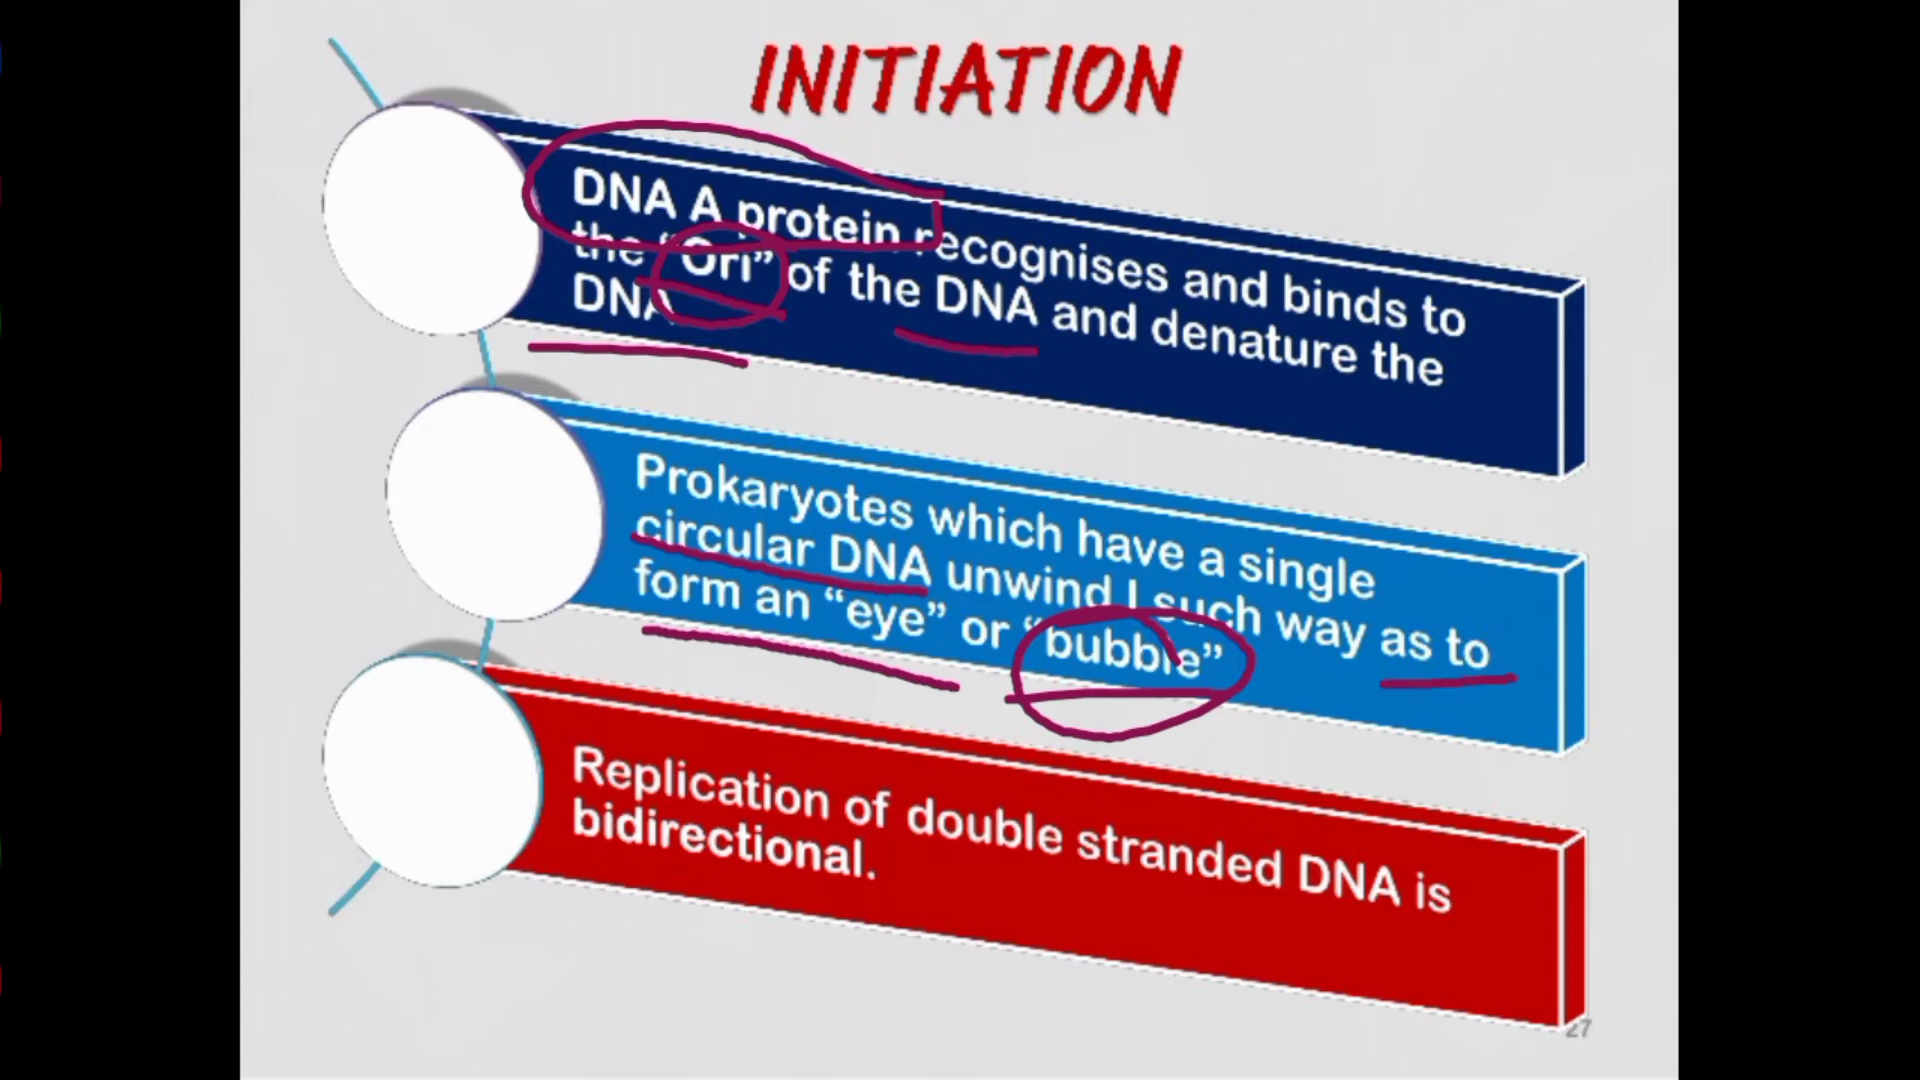 INITIATION
DNA A protein recognises and binds to
the “Ori” of the DNA and denature the
DNA
Prokaryotes which have a single
circular DNA unwind I such way as to
form an “eye” or “bubble”
Replication of double stranded DNA is
bidirectional.
27